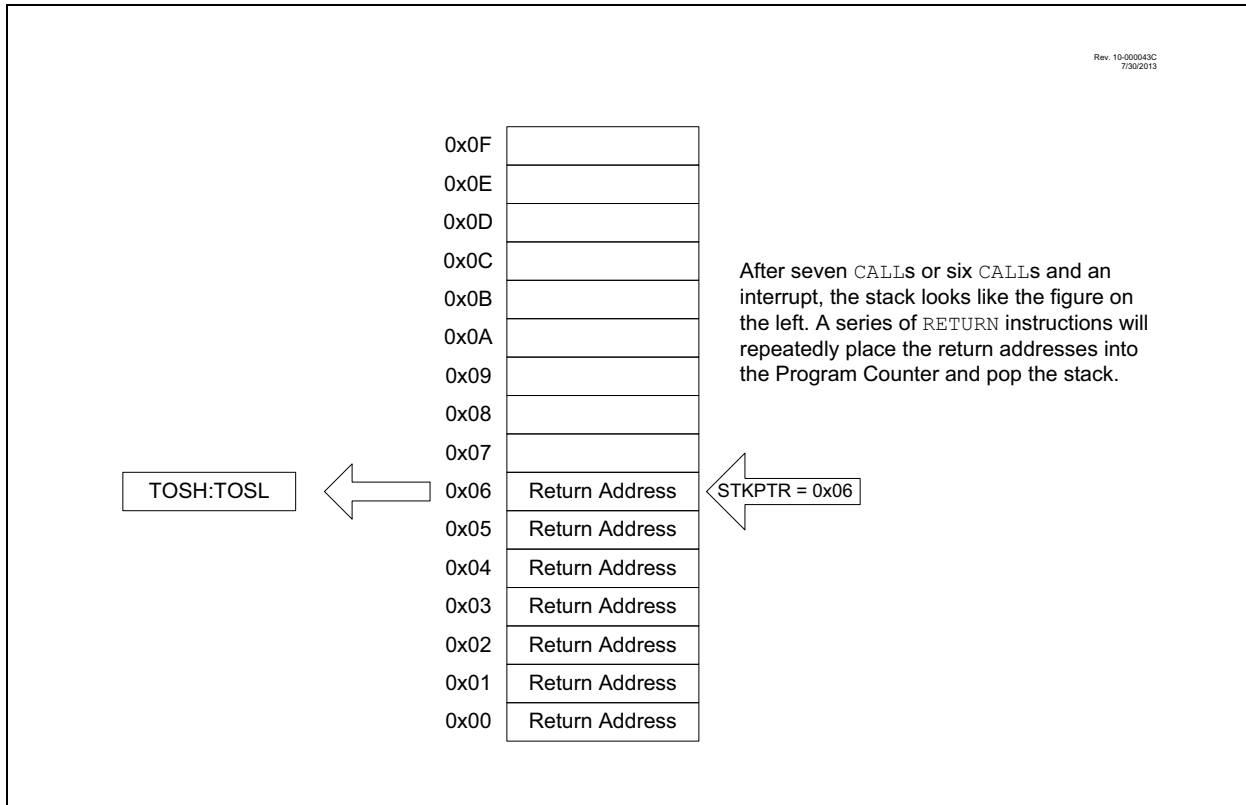 Rev. 10-000043C
7/30/2013
0x0F
0x0E
0x0D
0x0C
0x0B
0x0A
0x09
0x08
0x07
After seven CALLs or six CALLs and an
interrupt, the stack looks like the figure on
the left. A series of RETURN instructions will
repeatedly place the return addresses into
the Program Counter and pop the stack.
TOSH:TOSL 0x06 Return Address STKPTR = 0x06
0x05 Return Address
0x04 Return Address
0x03 Return Address
0x02 Return Address
0x01 Return Address
0x00 Return Address